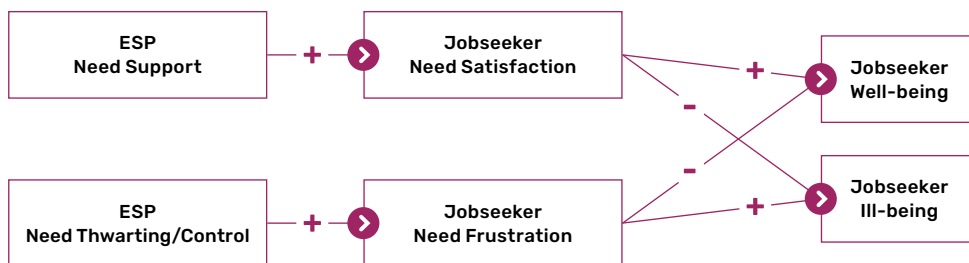 ESP
Need Support
+
Jobseeker
Need Satisfaction
+
-
Jobseeker
Well-being
ESP
Need Thwarting/Control
+
Jobseeker
Need Frustration
-
+
Jobseeker
Ill-being